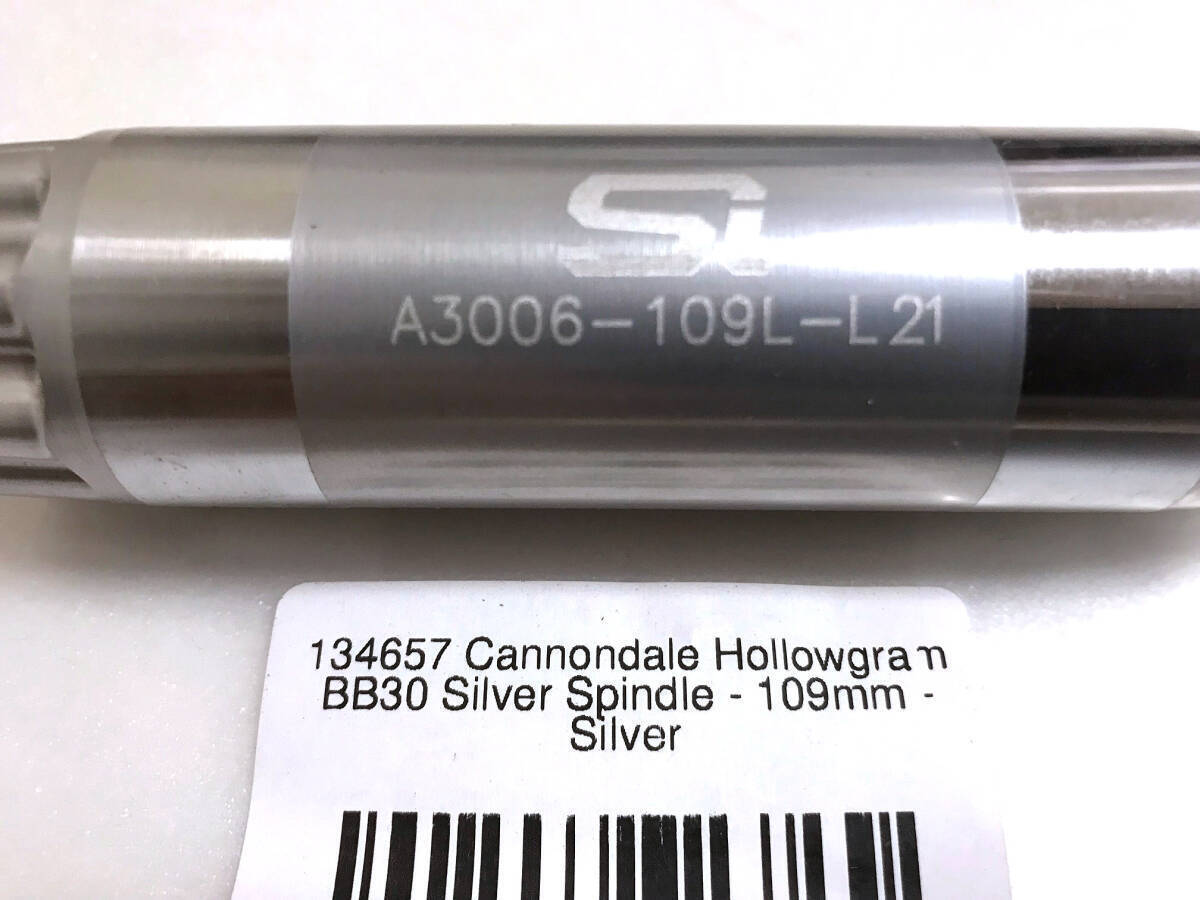 Si
A3006-109L-L21
134657 Cannondale Hollowgram
BB30 Silver Spindle - 109mm -
Silver